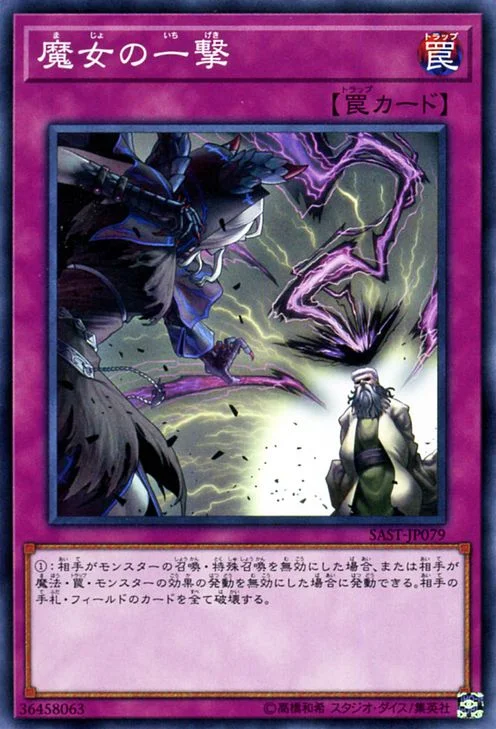 魔女の一撃
罠
【罠カード】
SAST-JP079
①：相手がモンスターの召喚・特殊召喚を無効にした場合、または相手が
魔法・罠・モンスターの効果の発動を無効にした場合に発動できる。相手の
手札・フィールドのカードを全て破壊する。
36458063
©高橋和希 スタジオ・ダイス/集英社